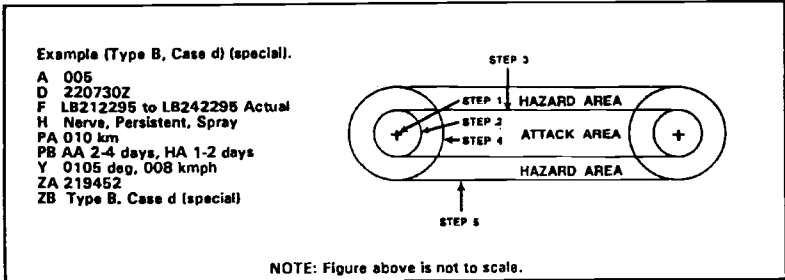 Example (Type B, Case d) (special).
A 005
D 220730Z
F LB212295 to LB242295 Actual
H Nerve, Persistent, Spray
PA 010 km
PB AA 2-4 days, HA 1-2 days
Y 0105 deg, 008 kmph
ZA 219452
ZB Type B. Case d (special)
STEP 3
STEP 1
HAZARD AREA
STEP 2
STEP 4
ATTACK AREA
HAZARD AREA
STEP 5
NOTE: Figure above is not to scale.